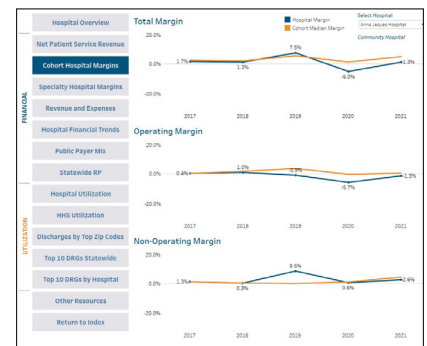 Hospital Overview
Net Patient Service Revenue
Cohort Hospital Margins
Specialty Hospital Margins
Revenue and Expenses
Hospital Financial Trends
Public Payer Mix
Statewide RP
Hospital Utilization
HHS Utilization
Discharges by Top Zip Codes
Top 10 DRGs Statewide
Top 10 DRGs by Hospital
Other Resources
Return to Index
FINANCIAL
UTILIZATION
Total Margin
Hospital Margin
Cohort Median Margin
Select Hospital
Anna Jaques Hospital
Community Hospital
20.0%
0.0%
-20.0%
1.7%
1.3%
7.5%
2017
2018
2019
2020
2021
Operating Margin
20.0%
0.0%
-20.0%
0.4%
1.0%
-5.7%
-1.3%
2017
2018
2019
2020
2021
Non-Operating Margin
20.0%
0.0%
-20.0%
1.3%
0.3%
0.6%
2.6%
2017
2018
2019
2020
2021